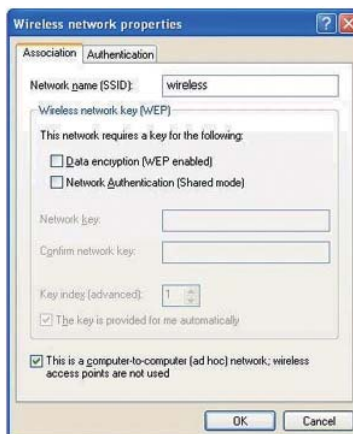 Wireless network properties
Association
Authentication
Network name (SSID):
wireless
Wireless network key (WEP)
This network requires a key for the following:
Data encryption (WEP enabled)
Network Authentication (Shared mode)
Network key:
Confirm network key:
Key index (advanced):
1
The key is provided for me automatically
This is a computer-to-computer (ad hoc) network; wireless
access points are not used
OK
Cancel